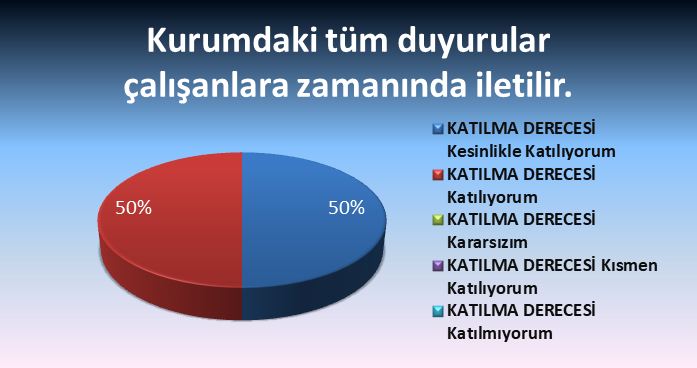 Kurumdaki tüm duyurular
çalışanlara zamanında iletilir.
KATILMA DERECESİ
Kesinlikle Katılıyorum
KATILMA DERECESİ
Katılıyorum
KATILMA DERECESİ
Kararsızım
KATILMA DERECESİ Kısmen
Katılıyorum
KATILMA DERECESİ
Katılmıyorum
50%
50%